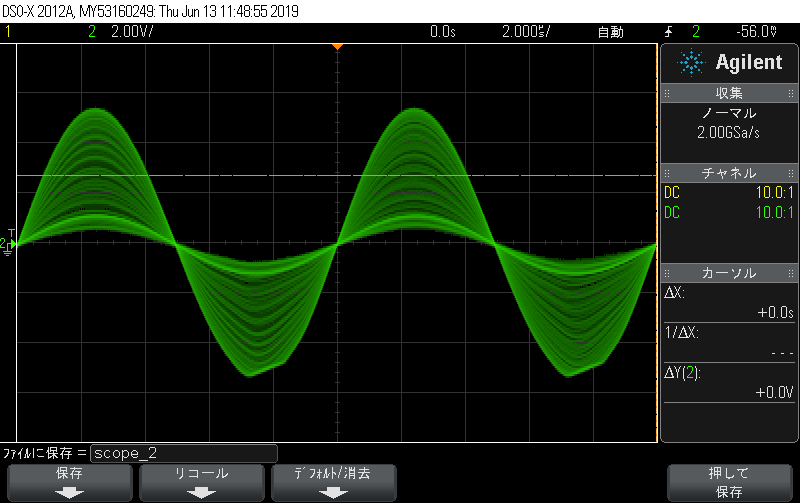 DSO-X 2012A, MY53160249: Thu Jun 13 11:48:55 2019
1 2 2.00V/ 0.0s 2.000µs/ 自動 2 -56.0V
Agilent
収集
ノーマル
2.00GSa/s
チャネル
DC 10.0:1
DC 10.0:1
カーソル
ΔX:
+0.0s
1/ΔX:
---
ΔY(2):
+0.0V
T
2
ファイルに保存 = scope_2
保存 リコール デフォルト/消去 押して
保存